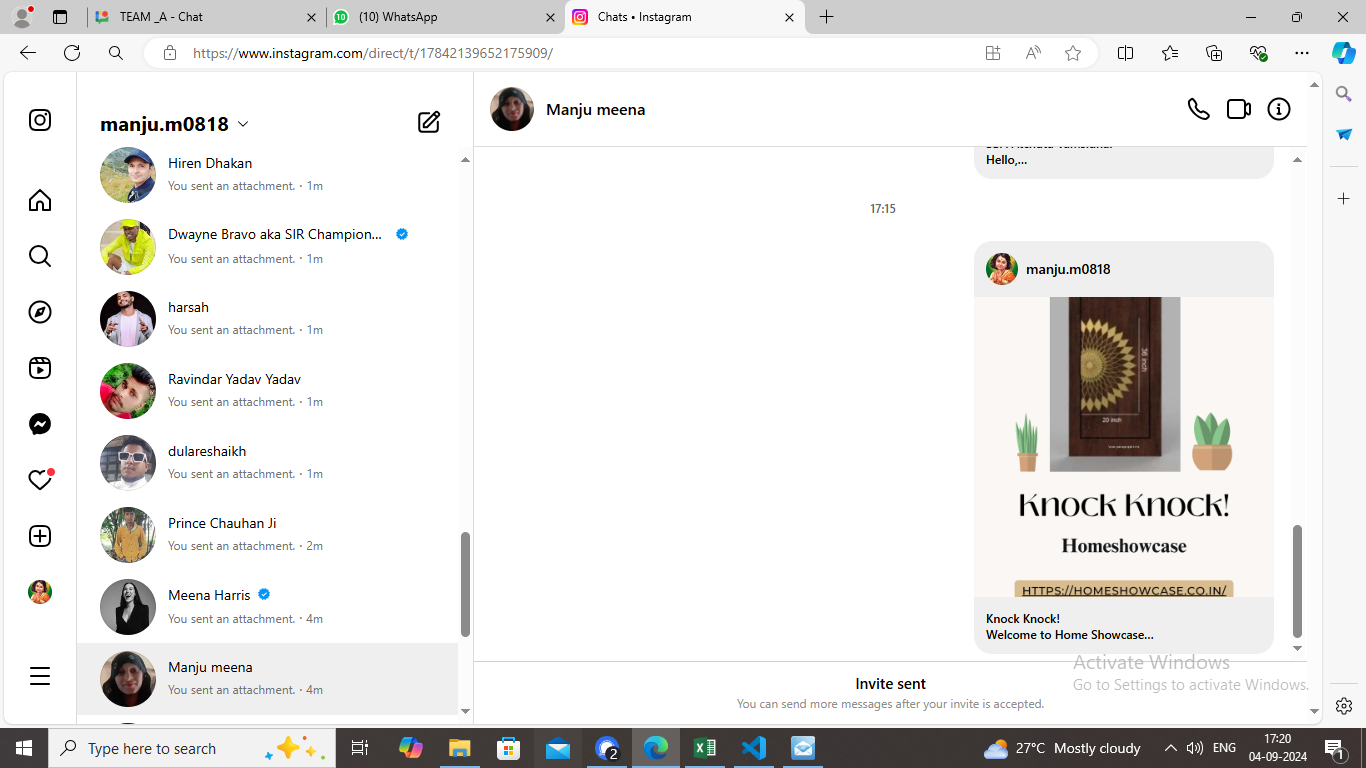 TEAM _A - Chat
(10) WhatsApp
Chats • Instagram
https://www.instagram.com/direct/t/17842139652175909/
manju.m0818
Hiren Dhakan
You sent an attachment. · 1m
Dwayne Bravo aka SIR Champion...
You sent an attachment. · 1m
harsah
You sent an attachment. · 1m
Ravindar Yadav Yadav
You sent an attachment. · 1m
dulareshaikh
You sent an attachment. · 1m
Prince Chauhan Ji
You sent an attachment. · 2m
Meena Harris
You sent an attachment. · 4m
Manju meena
You sent an attachment. · 4m
Manju meena
Hello,...
17:15
manju.m0818
36 inch
20 inch
Knock Knock!
Homeshowcase
HTTPS://HOMESHOWCASE.CO.IN/
Knock Knock!
Welcome to Home Showcase...
Invite sent
You can send more messages after your invite is accepted.
Activate Windows
Go to Settings to activate Windows.
Type here to search
2
27°C Mostly cloudy
ENG
17:20
04-09-2024
1